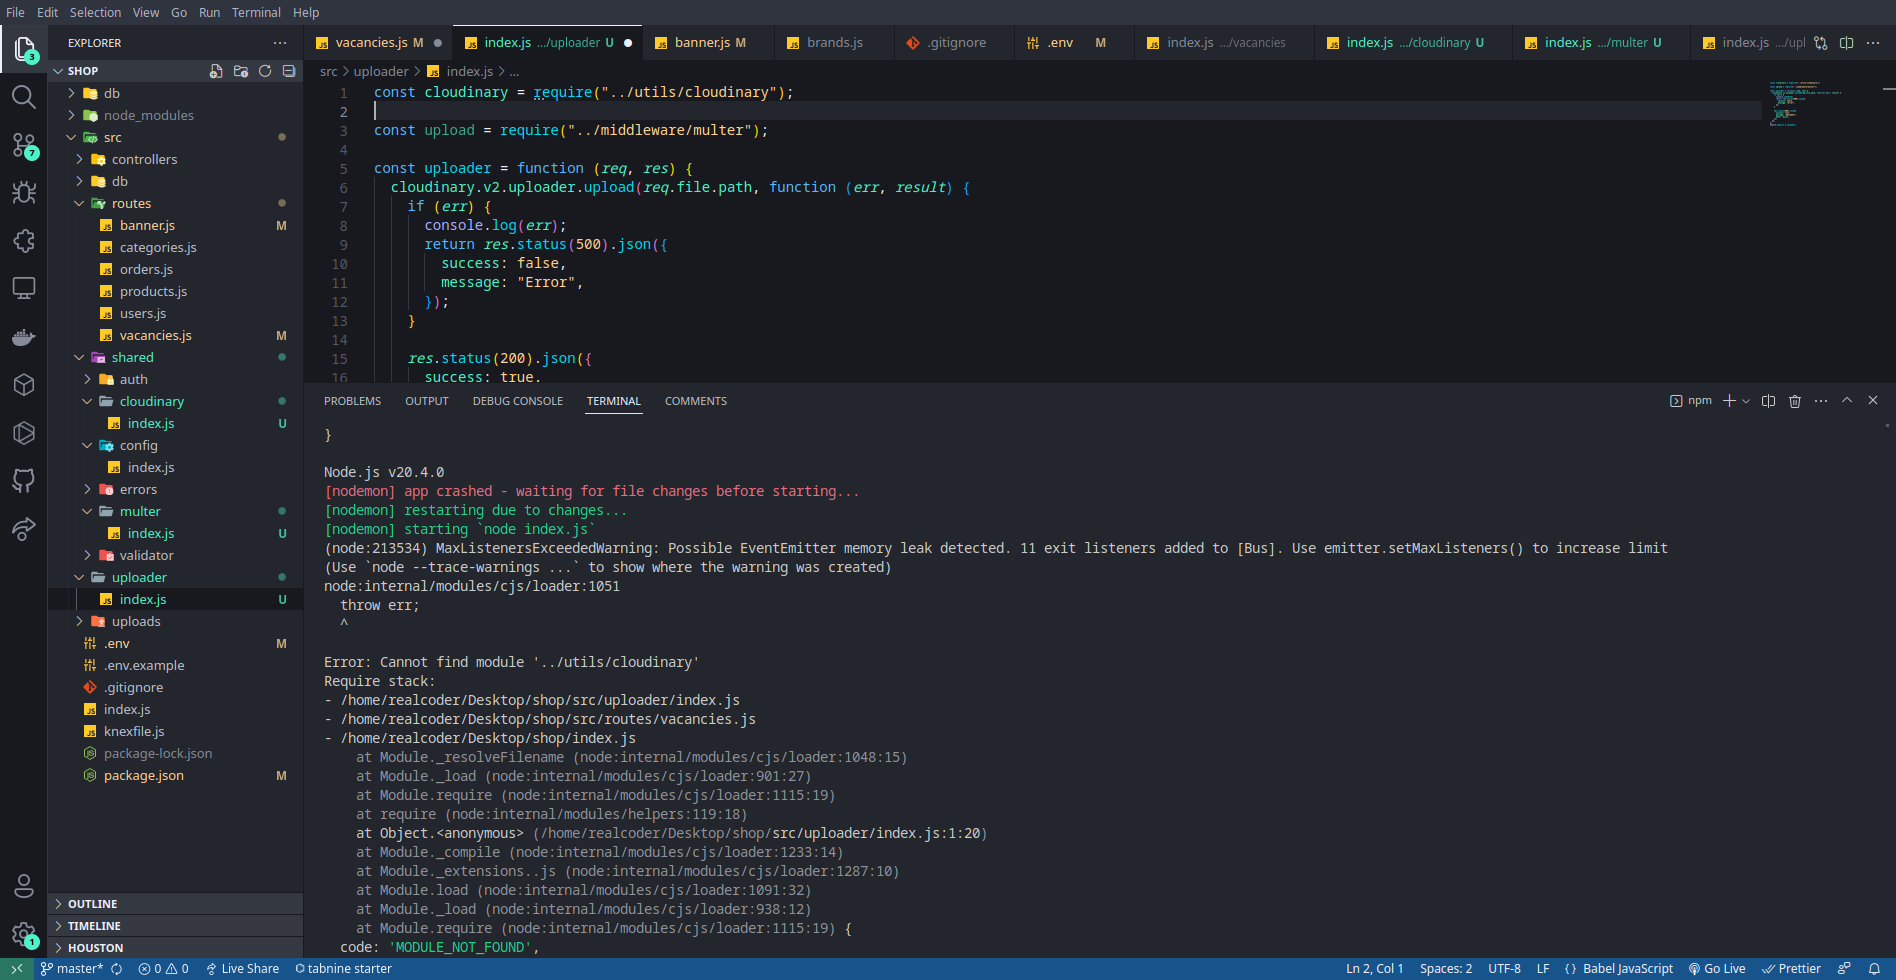 File Edit Selection View Go Run Terminal Help
EXPLORER
SHOP
db
node_modules
src
controllers
db
routes
banner.js M
categories.js
orders.js
products.js
users.js
vacancies.js M
shared
auth
cloudinary
index.js U
config
index.js
errors
multer
index.js U
validator
uploader
index.js U
uploads
.env M
.env.example
.gitignore
index.js
knexfile.js
package-lock.json
package.json M
OUTLINE
TIMELINE
HOUSTON
3
7
1
vacancies.js M index.js .../uploader U banner.js M brands.js .gitignore .env M index.js .../vacancies index.js .../cloudinary U index.js .../multer U index.js .../upl
src > uploader > index.js > ...
1 const cloudinary = require("../utils/cloudinary");
2
3 const upload = require("../middleware/multer");
4
5 const uploader = function (req, res) {
6 cloudinary.v2.uploader.upload(req.file.path, function (err, result) {
7 if (err) {
8 console.log(err);
9 return res.status(500).json({
10 success: false,
11 message: "Error",
12 });
13 }
14
15 res.status(200).json({
16 success: true,
PROBLEMS OUTPUT DEBUG CONSOLE TERMINAL COMMENTS
npm
}
Node.js v20.4.0
[nodemon] app crashed - waiting for file changes before starting...
[nodemon] restarting due to changes...
[nodemon] starting `node index.js`
(node:213534) MaxListenersExceededWarning: Possible EventEmitter memory leak detected. 11 exit listeners added to [Bus]. Use emitter.setMaxListeners() to increase limit
(Use `node --trace-warnings ...` to show where the warning was created)
node:internal/modules/cjs/loader:1051
throw err;
^
Error: Cannot find module '../utils/cloudinary'
Require stack:
- /home/realcoder/Desktop/shop/src/uploader/index.js
- /home/realcoder/Desktop/shop/src/routes/vacancies.js
- /home/realcoder/Desktop/shop/index.js
at Module._resolveFilename (node:internal/modules/cjs/loader:1048:15)
at Module._load (node:internal/modules/cjs/loader:901:27)
at Module.require (node:internal/modules/cjs/loader:1115:19)
at require (node:internal/modules/helpers:119:18)
at Object.<anonymous> (/home/realcoder/Desktop/shop/src/uploader/index.js:1:20)
at Module._compile (node:internal/modules/cjs/loader:1233:14)
at Module._extensions..js (node:internal/modules/cjs/loader:1287:10)
at Module.load (node:internal/modules/cjs/loader:1091:32)
at Module._load (node:internal/modules/cjs/loader:938:12)
at Module.require (node:internal/modules/cjs/loader:1115:19) {
code: 'MODULE_NOT_FOUND',
master* 0 0 Live Share tabnine starter Ln 2, Col 1 Spaces: 2 UTF-8 LF {} Babel JavaScript Go Live Prettier